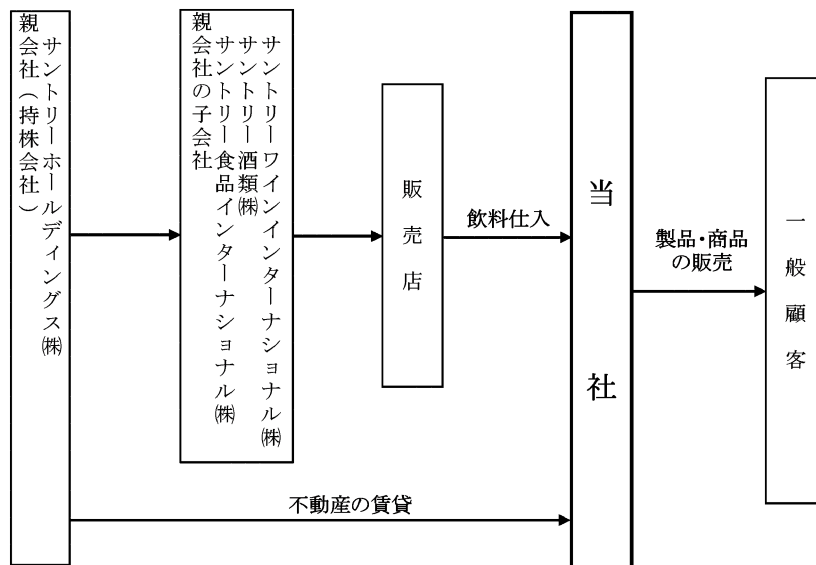 親会社（持株会社）
サントリーホールディングス㈱
親会社の子会社
サントリー食品インターナショナル㈱
サントリー酒類㈱
サントリーワインインターナショナル㈱
販売店
飲料仕入
当社
製品・商品
の販売
一般顧客
不動産の賃貸